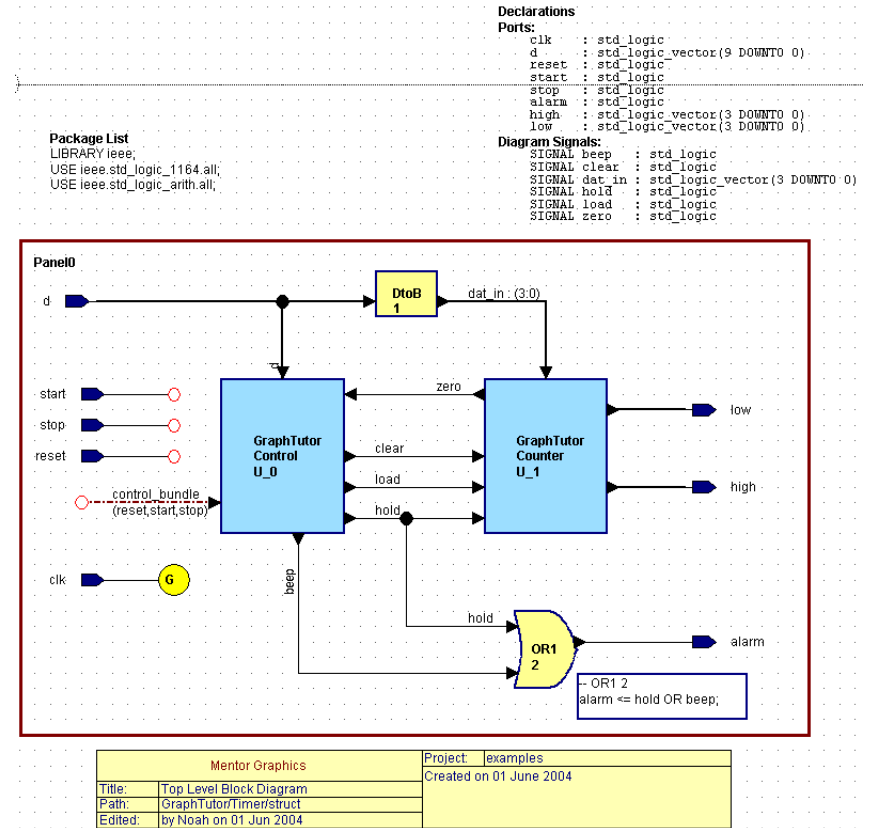 Declarations
Ports:
clk : std_logic
d : std_logic_vector(9 DOWNTO 0)
reset : std_logic
start : std_logic
stop : std_logic
alarm : std_logic
high : std_logic_vector(3 DOWNTO 0)
low : std_logic_vector(3 DOWNTO 0)
Diagram Signals:
SIGNAL beep : std_logic
SIGNAL clear : std_logic
SIGNAL dat_in : std_logic_vector(3 DOWNTO 0)
SIGNAL hold : std_logic
SIGNAL load : std_logic
SIGNAL zero : std_logic
Package List
LIBRARY ieee;
USE ieee.std_logic_1164.all;
USE ieee.std_logic_arith.all;
Panel0
d
DtoB
1
dat_in : (3:0)
d
start
stop
reset
control_bundle
(reset,start,stop)
clk
G
GraphTutor
Control
U_0
zero
clear
load
hold
GraphTutor
Counter
U_1
low
high
beep
hold
OR1
2
alarm
-- OR1 2
alarm <= hold OR beep;
Mentor Graphics
Project: examples
Created on 01 June 2004
Title: Top Level Block Diagram
Path: GraphTutor/Timer/struct
Edited: by Noah on 01 Jun 2004